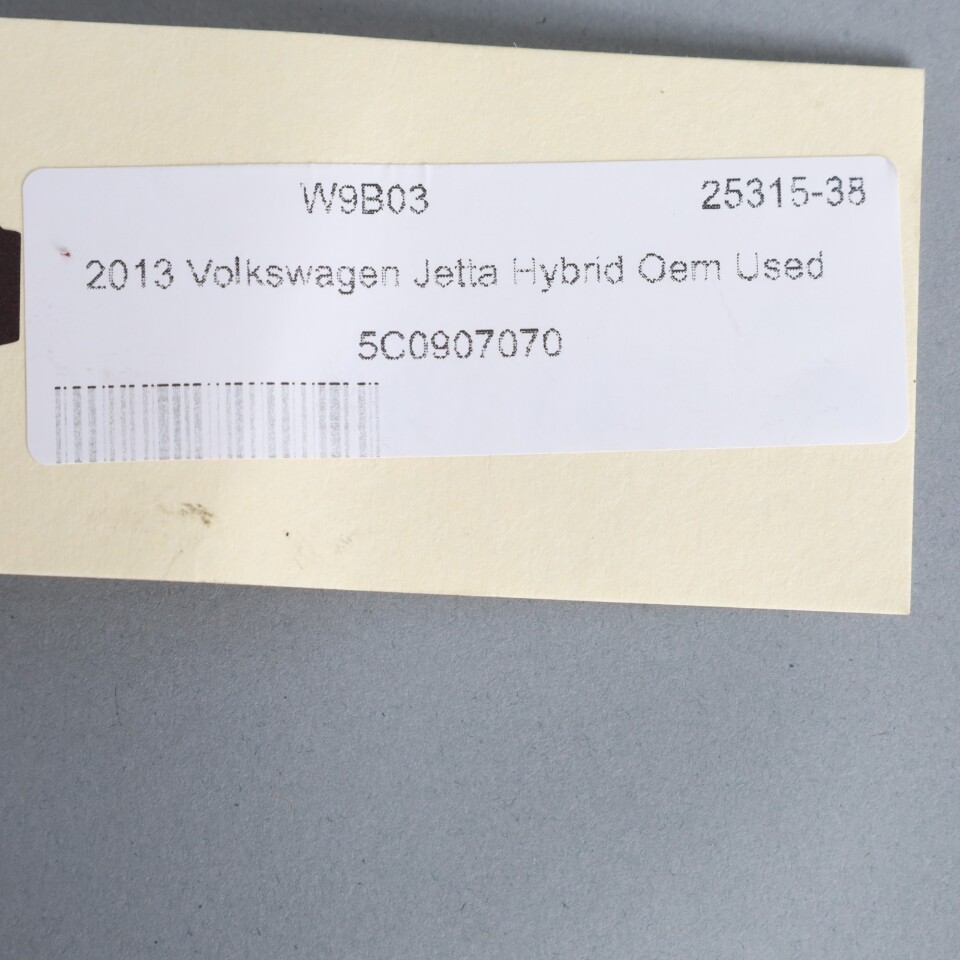 W9B03 25315-38
2013 Volkswagen Jetta Hybrid Oem Used
5C0907070